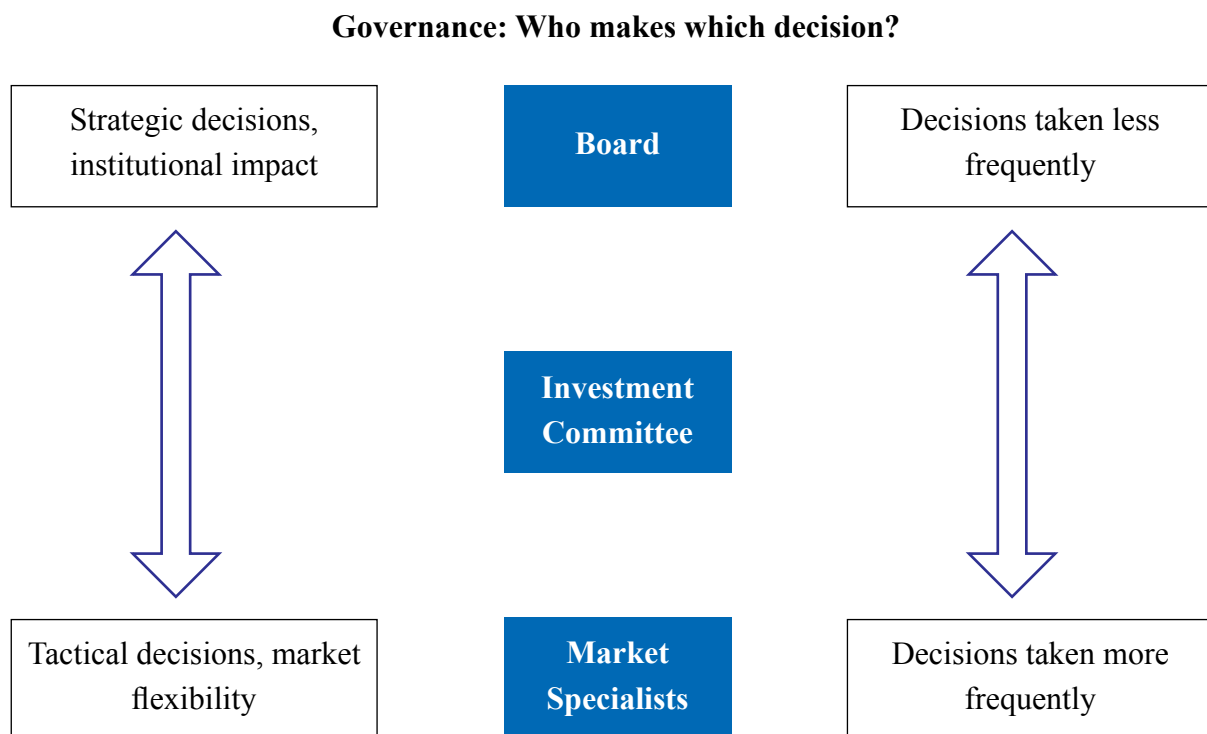 Governance: Who makes which decision?
Strategic decisions,
institutional impact
Board
Decisions taken less
frequently
Investment
Committee
Tactical decisions, market
flexibility
Market
Specialists
Decisions taken more
frequently